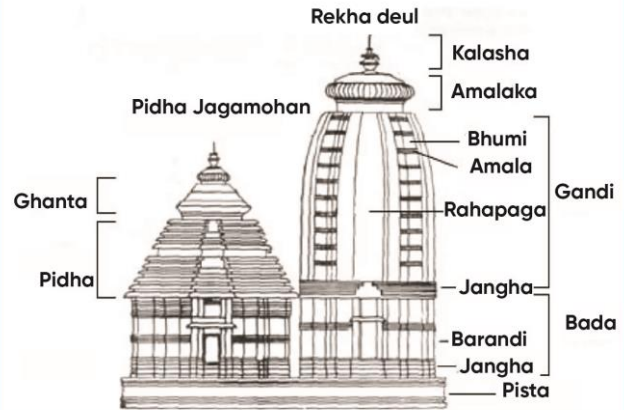 Rekha deul
Kalasha
Amalaka
Pidha Jagamohan
Bhumi
Amala
Gandi
Ghanta
Rahapaga
Pidha
Jangha
Bada
Barandi
Jangha
Pista